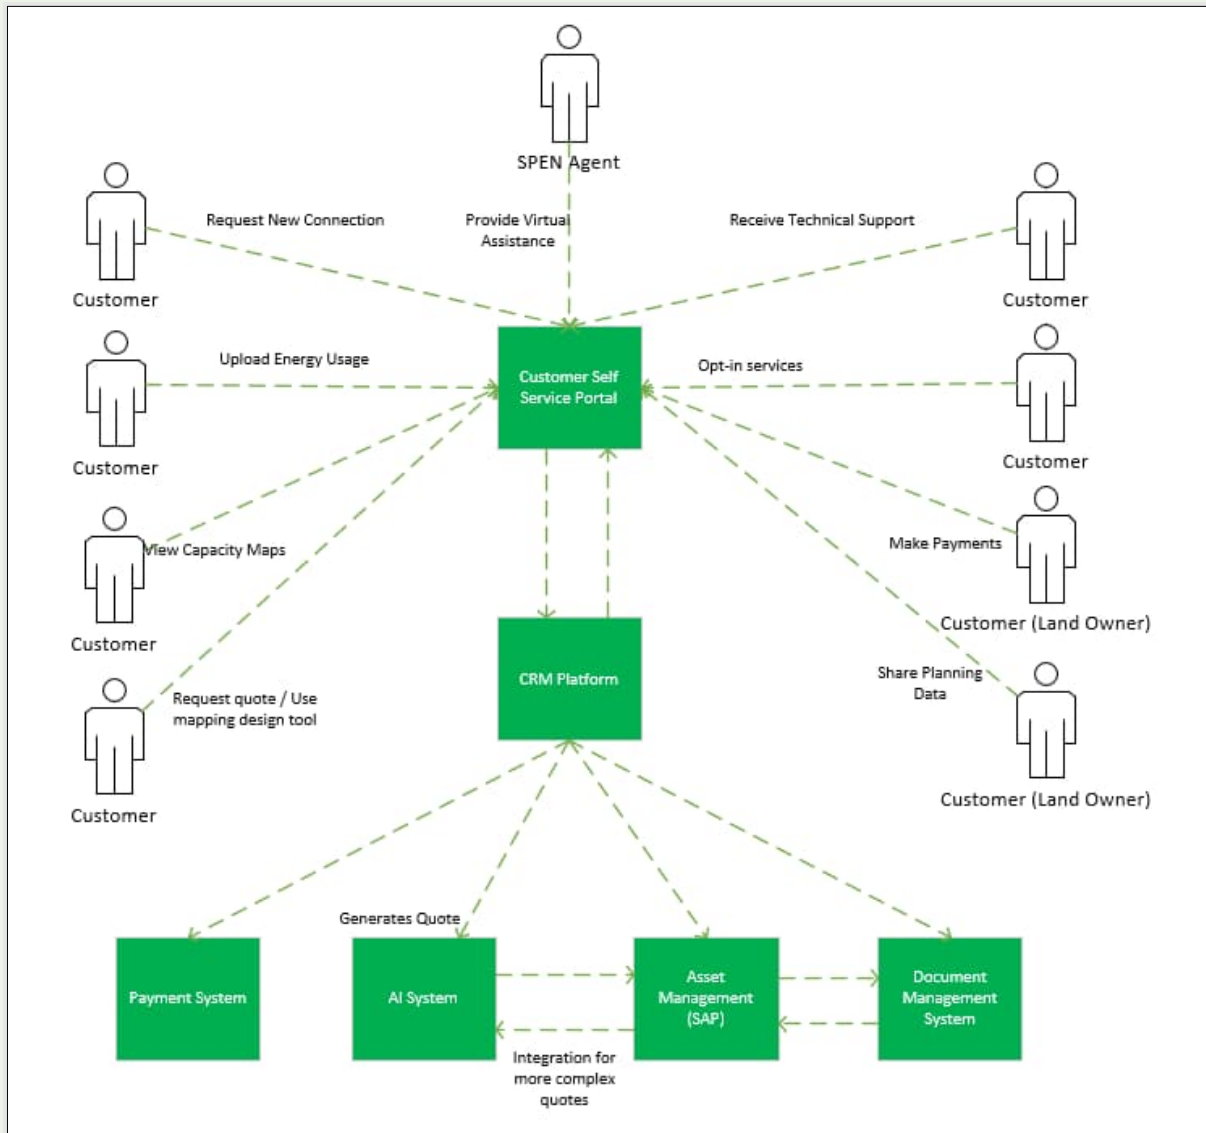 SPEN Agent
Request New Connection
Provide Virtual
Assistance
Receive Technical Support
Customer
Customer
Upload Energy Usage
Customer Self
Service Portal
Opt-in services
Customer
Customer
View Capacity Maps
Make Payments
Customer
Customer (Land Owner)
CRM Platform
Share Planning
Data
Request quote / Use
mapping design tool
Customer
Customer (Land Owner)
Generates Quote
Payment System
AI System
Asset
Management
(SAP)
Document
Management
System
Integration for
more complex
quotes